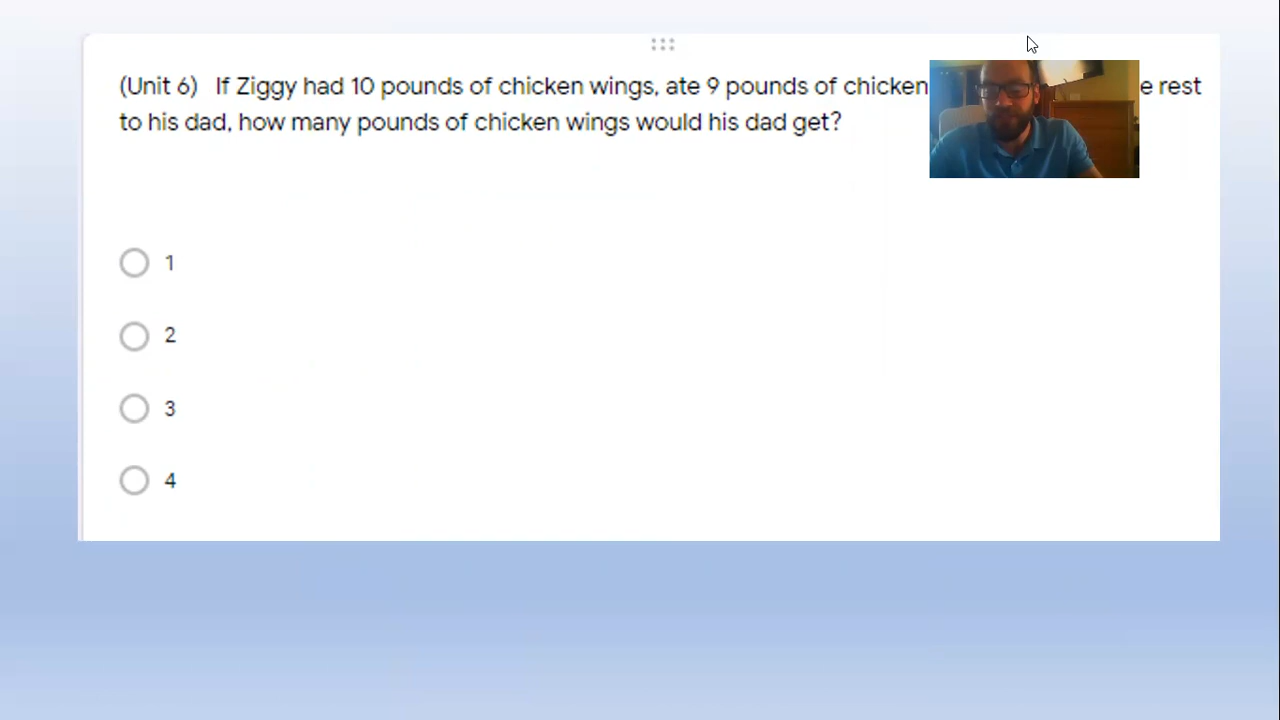 (Unit 6) If Ziggy had 10 pounds of chicken wings, ate 9 pounds of chicken e rest
to his dad, how many pounds of chicken wings would his dad get?
1
2
3
4